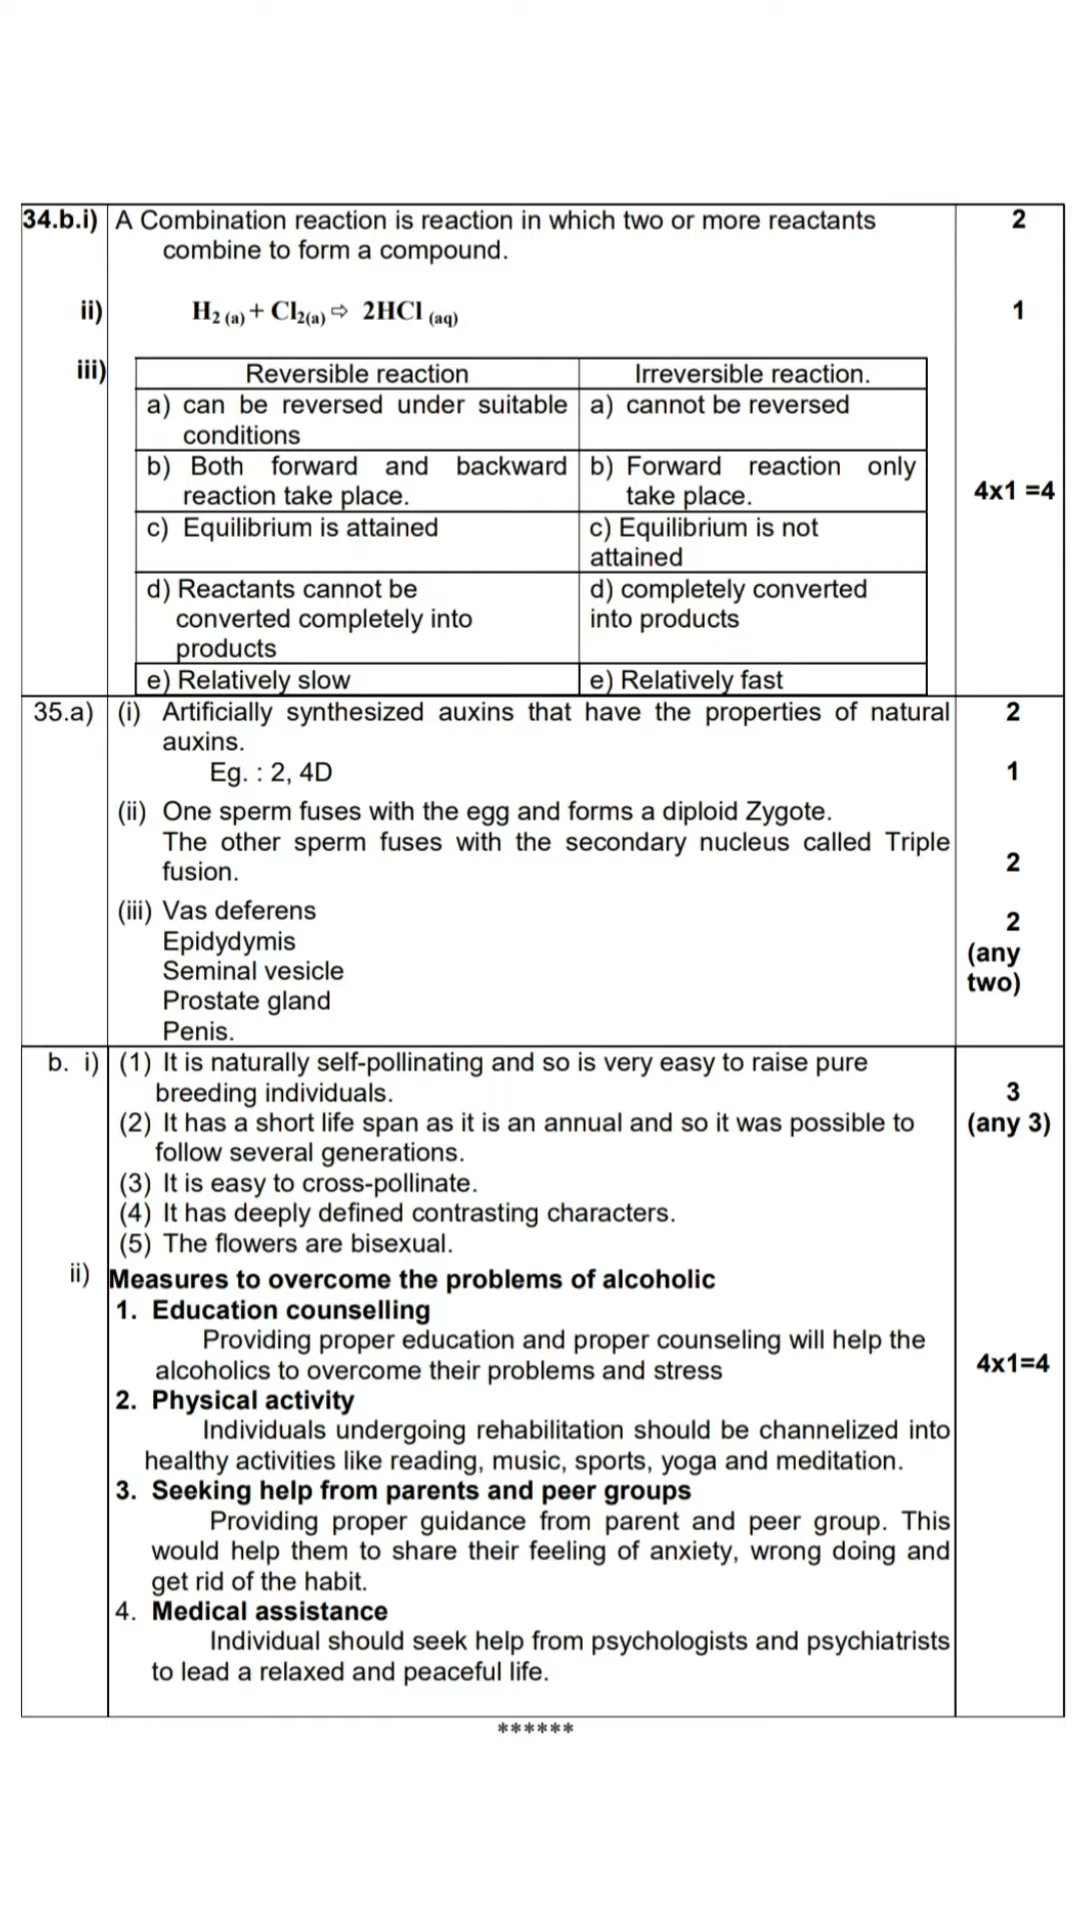 34.b.i) A Combination reaction is reaction in which two or more reactants 2
combine to form a compound.
ii) H2 (a) + Cl2(a) ⇨ 2HCl (aq) 1
iii)
Reversible reaction Irreversible reaction.
a) can be reversed under suitable a) cannot be reversed
conditions
b) Both forward and backward b) Forward reaction only
reaction take place. take place.
4x1 =4
c) Equilibrium is attained c) Equilibrium is not
attained
d) Reactants cannot be d) completely converted
converted completely into into products
products
e) Relatively slow e) Relatively fast
35.a) (i) Artificially synthesized auxins that have the properties of natural 2
auxins.
Eg. : 2, 4D 1
(ii) One sperm fuses with the egg and forms a diploid Zygote.
The other sperm fuses with the secondary nucleus called Triple
fusion. 2
(iii) Vas deferens 2
Epidydymis (any
Seminal vesicle two)
Prostate gland
Penis.
b. i) (1) It is naturally self-pollinating and so is very easy to raise pure
breeding individuals. 3
(2) It has a short life span as it is an annual and so it was possible to (any 3)
follow several generations.
(3) It is easy to cross-pollinate.
(4) It has deeply defined contrasting characters.
(5) The flowers are bisexual.
ii) Measures to overcome the problems of alcoholic
1. Education counselling
Providing proper education and proper counseling will help the
alcoholics to overcome their problems and stress 4x1=4
2. Physical activity
Individuals undergoing rehabilitation should be channelized into
healthy activities like reading, music, sports, yoga and meditation.
3. Seeking help from parents and peer groups
Providing proper guidance from parent and peer group. This
would help them to share their feeling of anxiety, wrong doing and
get rid of the habit.
4. Medical assistance
Individual should seek help from psychologists and psychiatrists
to lead a relaxed and peaceful life.
******